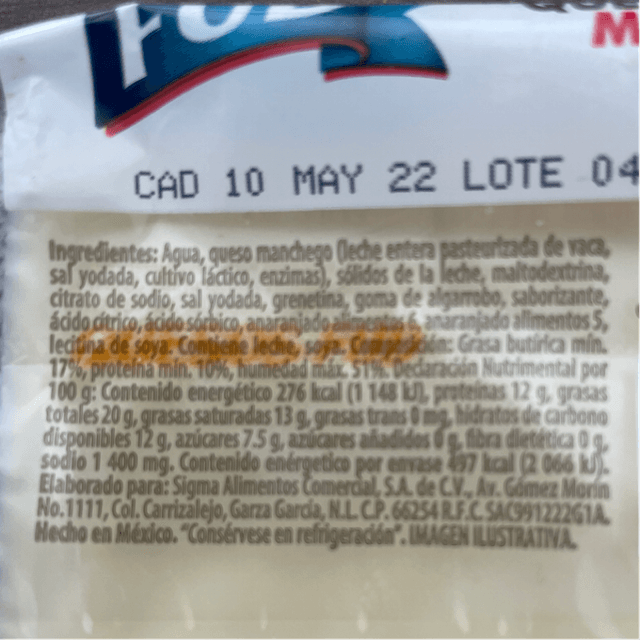 FU
M
CAD 10 MAY 22 LOTE 04
Ingredientes: Agua, queso manchego (leche entera pasteurizada de vaca,
sal yodada, cultivo láctico, enzimas), sólidos de la leche, maltodextrina,
citrato de sodio, sal yodada, grenetina, goma de algarrobo, saborizante,
ácido cítrico, ácido sórbico, anaranjado alimentos 6, anaranjado alimentos 5,
lecitina de soya. Contiene leche, soya. Grasa butírica mín.
17%, proteína mín. 10%, humedad máx. 51%. Declaración Nutrimental por
100 g: Contenido energético 276 kcal (1 148 kJ), proteínas 12 g, grasas
totales 20 g, grasas saturadas 13 g, grasas trans 0 mg, hidratos de carbono
disponibles 12 g, azúcares 7.5 g, azúcares añadidos 0 g, fibra dietética 0 g,
sodio 1 400 mg. Contenido energético por envase 497 kcal (2 066 kJ).
Elaborado para: Sigma Alimentos Comercial, S.A. de C.V., Av. Gómez Morín
No.1111, Col. Carrizalejo, Garza García, N.L. C.P. 66254 R.F.C. SAC991222G1A.
Hecho en México. "Consérvese en refrigeración". IMAGEN ILUSTRATIVA.